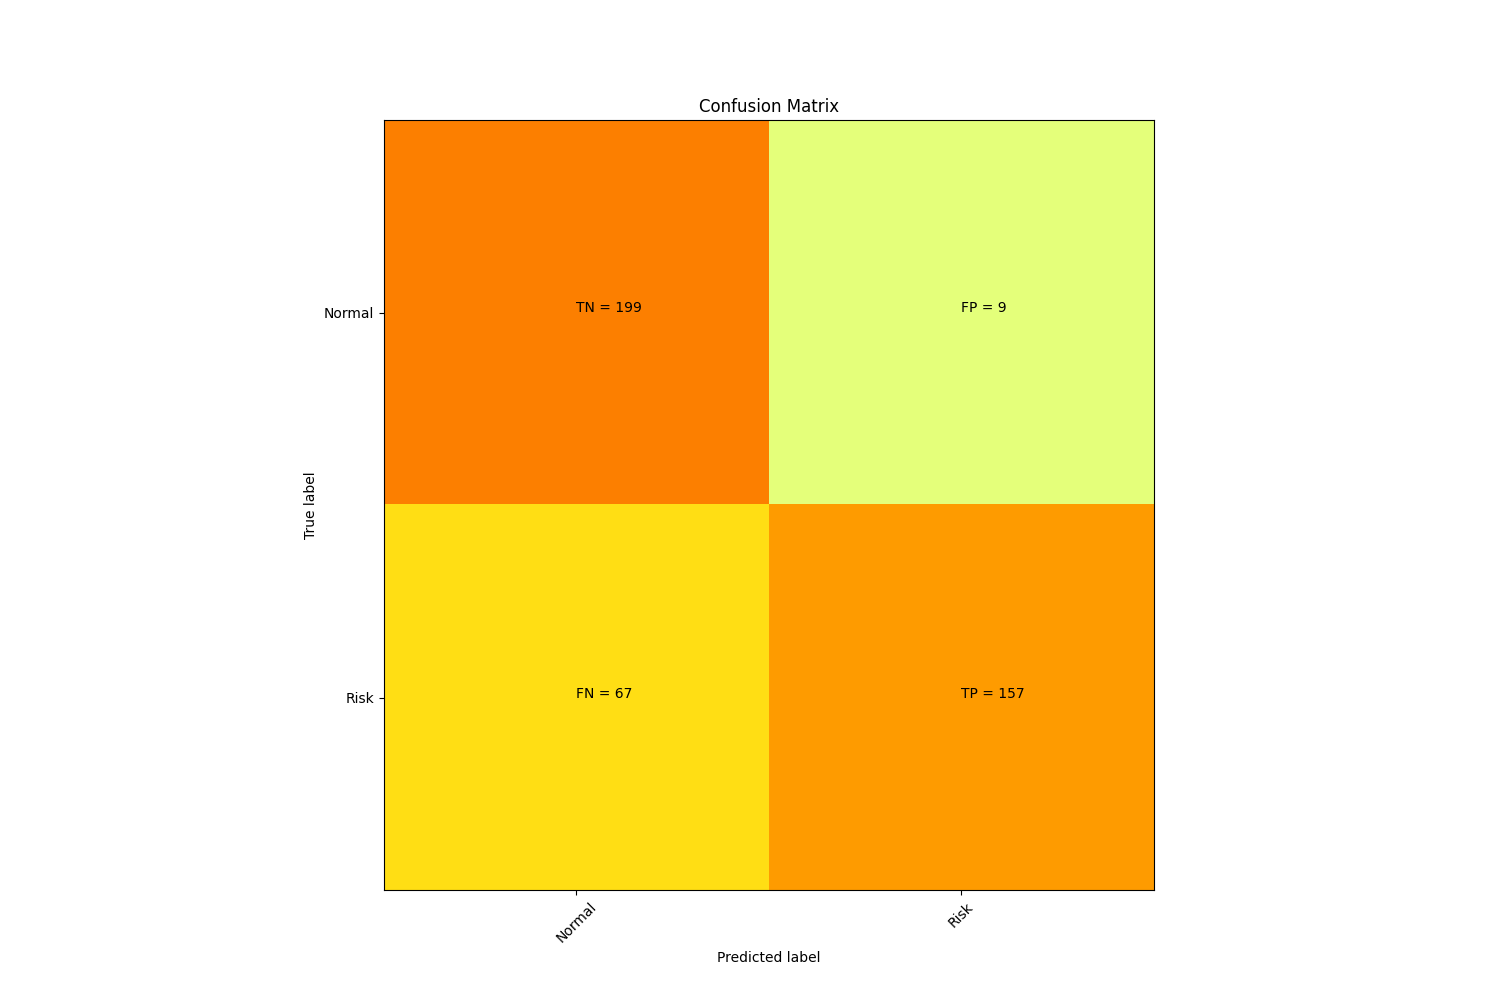 Confusion Matrix
Normal
TN = 199
FP = 9
True label
Risk
FN = 67
TP = 157
Normal
Risk
Predicted label